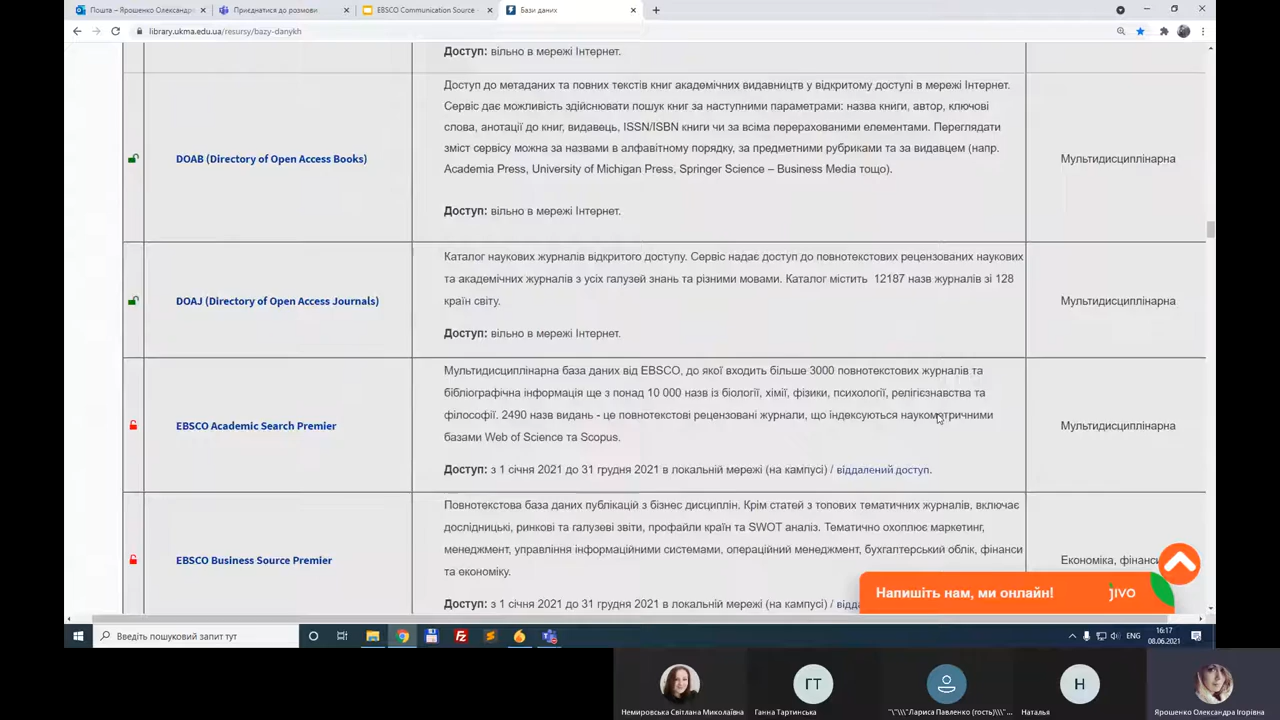 Пошта – Ярошенко Олександр
Приєднатися до розмови
EBSCO Communication Source -
Бази даних
library.ukma.edu.ua/resursy/bazy-danykh
Доступ: вільно в мережі Інтернет.
DOAB (Directory of Open Access Books)
Доступ до метаданих та повних текстів книг академічних видавництв у відкритому доступі в мережі Інтернет.
Сервіс дає можливість здійснювати пошук книг за наступними параметрами: назва книги, автор, ключові
слова, анотації до книг, видавець, ISSN/ISBN книги чи за всіма перерахованими елементами. Переглядати
зміст сервісу можна за назвами в алфавітному порядку, за предметними рубриками та за видавцем (напр.
Academia Press, University of Michigan Press, Springer Science – Business Media тощо).
Доступ: вільно в мережі Інтернет.
Мультидисциплінарна
DOAJ (Directory of Open Access Journals)
Каталог наукових журналів відкритого доступу. Сервіс надає доступ до повнотекстових рецензованих наукових
та академічних журналів з усіх галузей знань та різними мовами. Каталог містить 12187 назв журналів зі 128
країн світу.
Доступ: вільно в мережі Інтернет.
Мультидисциплінарна
EBSCO Academic Search Premier
Мультидисциплінарна база даних від EBSCO, до якої входить більше 3000 повнотекстових журналів та
бібліографічна інформація ще з понад 10 000 назв із біології, хімії, фізики, психології, релігієзнавства та
філософії. 2490 назв видань - це повнотекстові рецензовані журнали, що індексуються наукометричними
базами Web of Science та Scopus.
Доступ: з 1 січня 2021 до 31 грудня 2021 в локальній мережі (на кампусі) / віддалений доступ.
Мультидисциплінарна
EBSCO Business Source Premier
Повнотекстова база даних публікацій з бізнес дисциплін. Крім статей з топових тематичних журналів, включає
дослідницькі, ринкові та галузеві звіти, профайли країн та SWOT аналіз. Тематично охоплює маркетинг,
менеджмент, управління інформаційними системами, операційний менеджмент, бухгалтерський облік, фінанси
та економіку.
Доступ: з 1 січня 2021 до 31 грудня 2021 в локальній мережі (на кампусі) / відда
Економіка, фінанси
Напишіть нам, ми онлайн!
jivo
Введіть пошуковий запит тут
ENG
16:17
08.06.2021
ГТ
Н
Немировська Світлана Миколаївна
Ганна Тартинська
"\"\\\"Лариса Павленко (гость)\\\"...
Наталья
Ярошенко Олександра Ігорівна